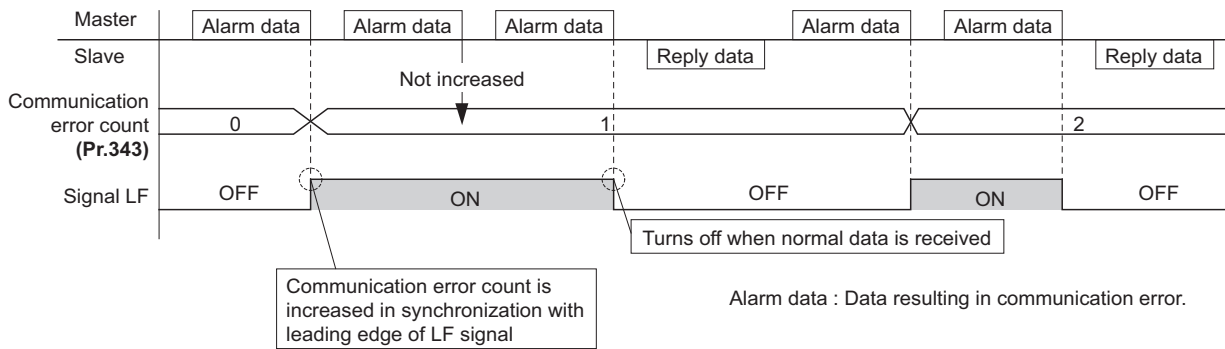 Master
Alarm data
Alarm data
Alarm data
Alarm data
Alarm data
Slave
Reply data
Reply data
Not increased
Communication
error count
(Pr.343)
0
1
2
Signal LF
OFF
ON
OFF
ON
OFF
Turns off when normal data is received
Communication error count is
increased in synchronization with
leading edge of LF signal
Alarm data : Data resulting in communication error.